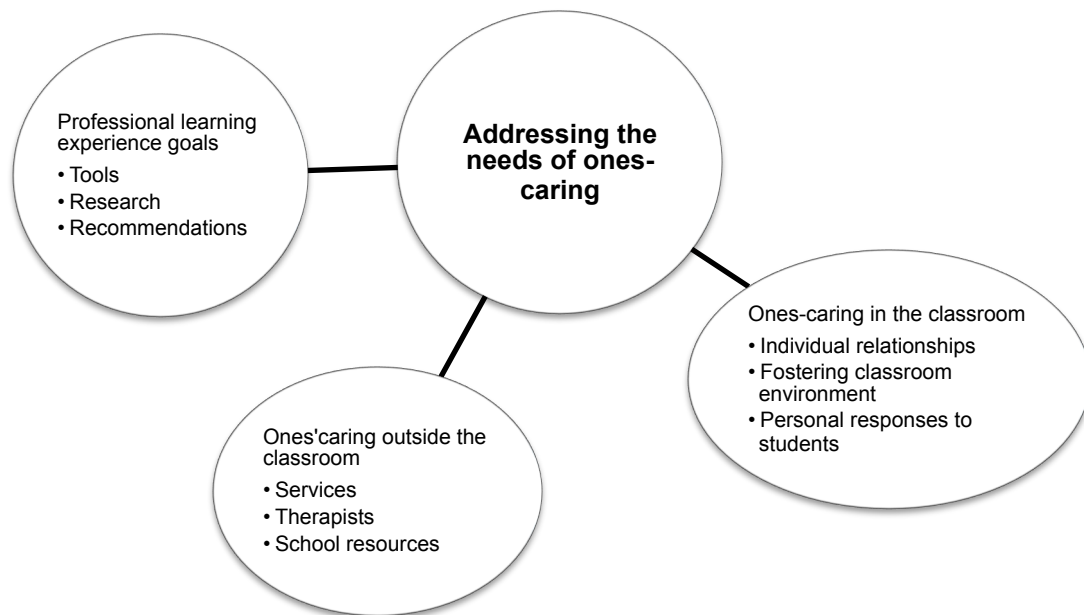 Addressing the
needs of ones-
caring
Professional learning
experience goals
• Tools
• Research
• Recommendations
Ones-caring in the classroom
• Individual relationships
• Fostering classroom
environment
• Personal responses to
students
Ones'caring outside the
classroom
• Services
• Therapists
• School resources